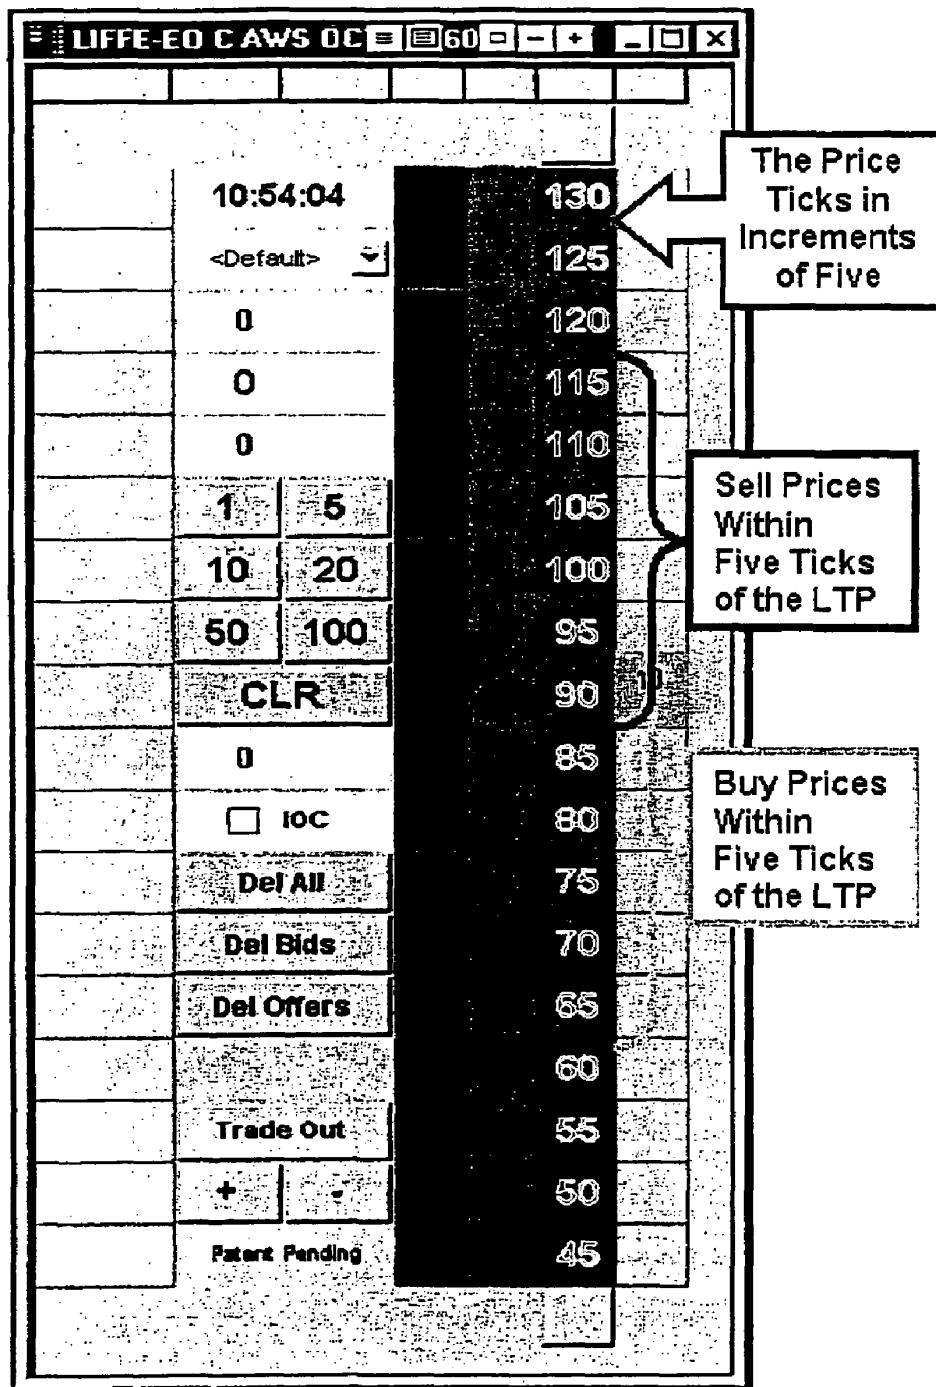 LIFFE-EO C AWS OC 60
The Price
Ticks in
Increments
of Five
10:54:04 130
<Default> 125
0 120
0 115
0 110
1 5 105
10 20 100
50 100 95
CLR 90
0 85
IOC 80
Del All 75
Del Bids 70
Del Offers 65
60
Trade Out 55
+ - 50
Patent Pending 45
Sell Prices
Within
Five Ticks
of the LTP
Buy Prices
Within
Five Ticks
of the LTP